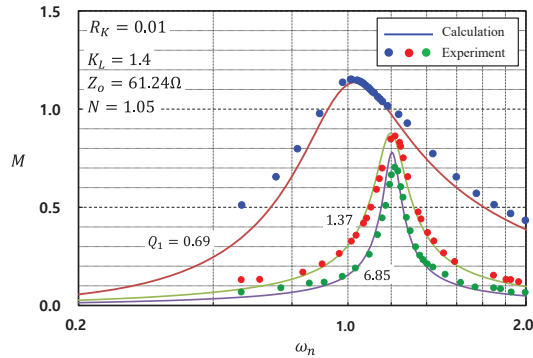 R_K = 0.01
K_L = 1.4
Z_o = 61.24Ω
N = 1.05
Calculation
Experiment
1.5
1.0
0.5
0.0
M
Q_1 = 0.69
1.37
6.85
0.2
1.0
2.0
ω_n